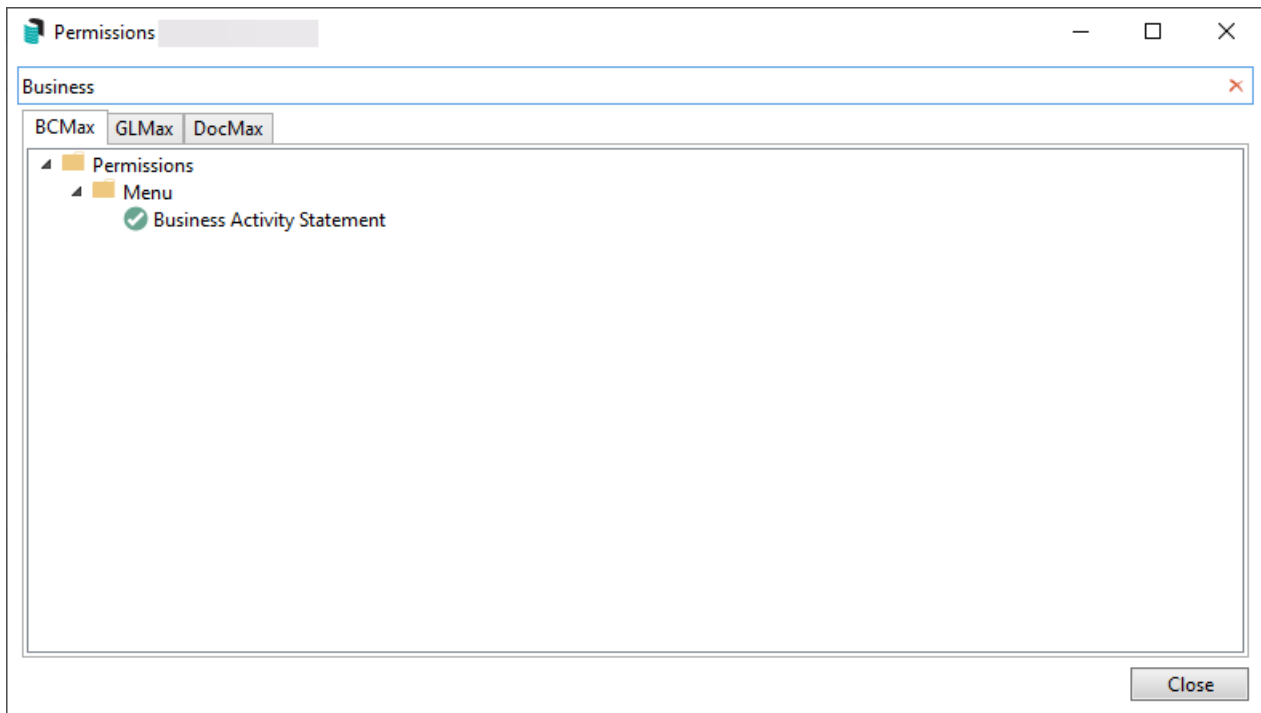 Permissions
Business
BCMax GLMax DocMax
Permissions
Menu
Business Activity Statement
Close